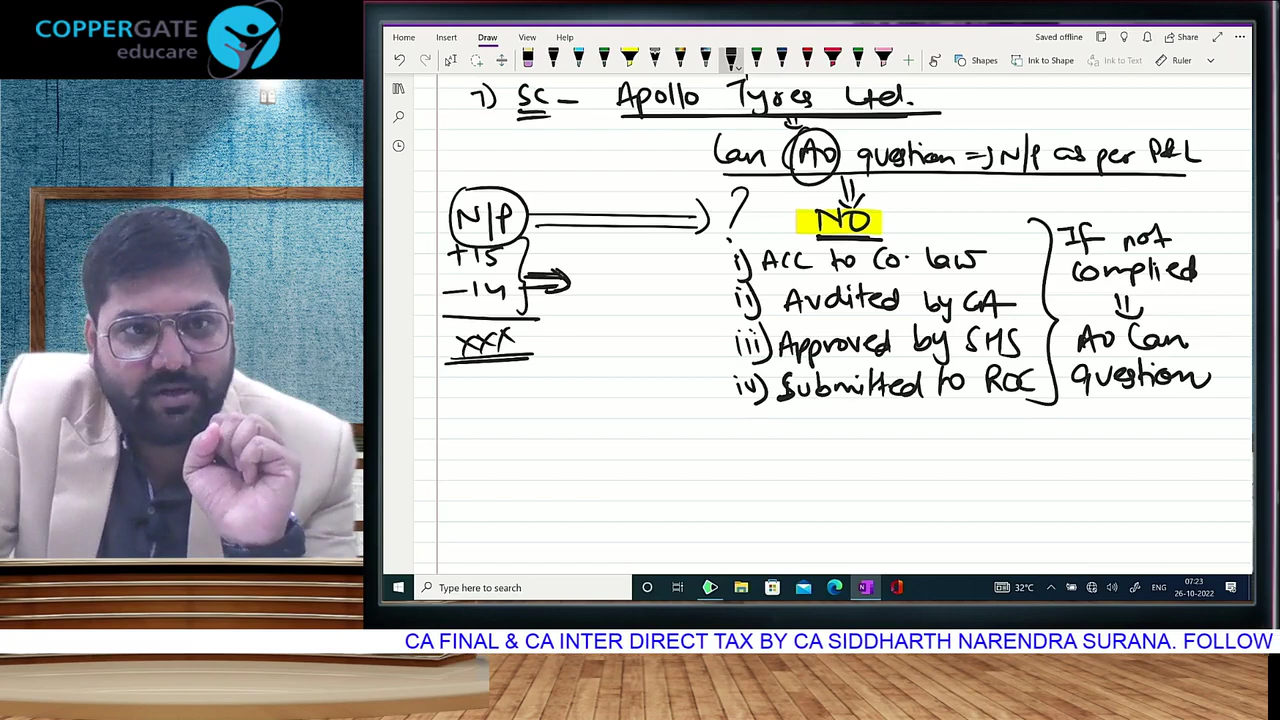 COPPERGATE
educare
Home Insert Draw View Help
Saved offline
Share
Shapes
Ink to Shape
Ink to Text
Ink to Math
Ruler
7) SC - Apollo Tyres Ltd.
Can AO question => N/P as per P&L
?
NO
i) Acc to Co. law
ii) Audited by CA
iii) Approved by SHS
iv) Submitted to ROC
If not
complied
AO Can
question
N/P
+15
-14
xxx
Type here to search
32°C
ENG
07:23
26-10-2022
CA FINAL & CA INTER DIRECT TAX BY CA SIDDHARTH NARENDRA SURANA. FOLLOW